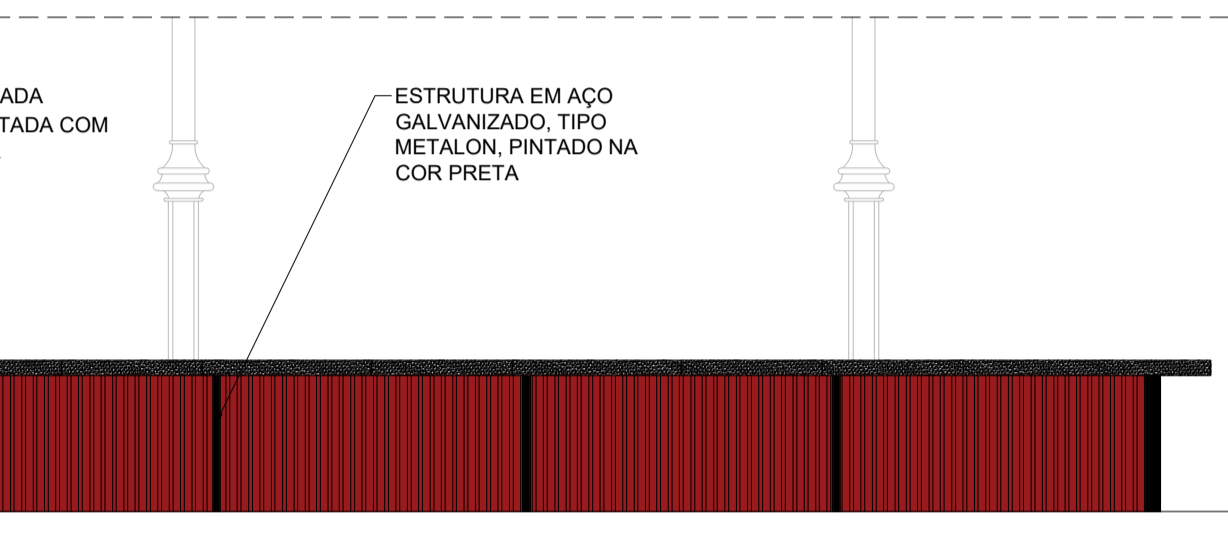 ADA
TADA COM
ESTRUTURA EM AÇO
GALVANIZADO, TIPO
METALON, PINTADO NA
COR PRETA